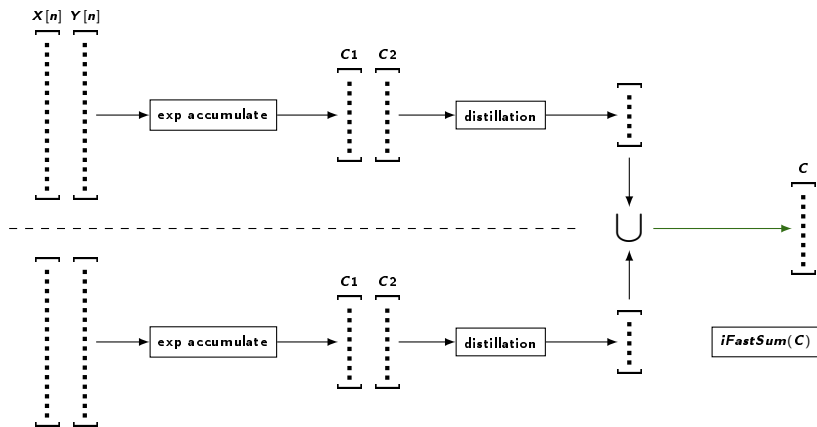 X[n] Y[n]
C1 C2
exp accumulate
distillation
C
⋃
C1 C2
exp accumulate
distillation
iFastSum(C)